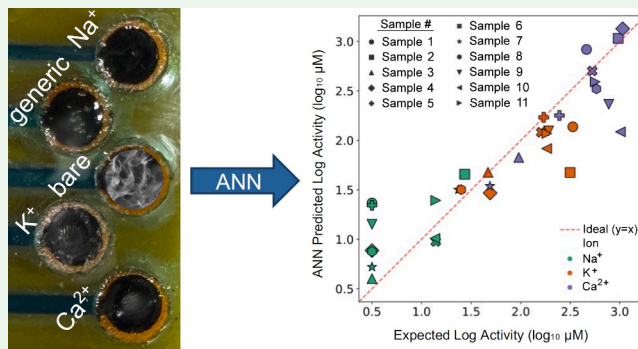 Na⁺
generic
bare
K⁺
Ca²⁺
ANN
ANN Predicted Log Activity (log₁₀ μM)
3.0
2.5
2.0
1.5
1.0
0.5
Sample #
Sample 1
Sample 2
Sample 3
Sample 4
Sample 5
Sample 6
Sample 7
Sample 8
Sample 9
Sample 10
Sample 11
Ideal (y=x)
Ion
Na⁺
K⁺
Ca²⁺
0.5 1.0 1.5 2.0 2.5 3.0
Expected Log Activity (log₁₀ μM)